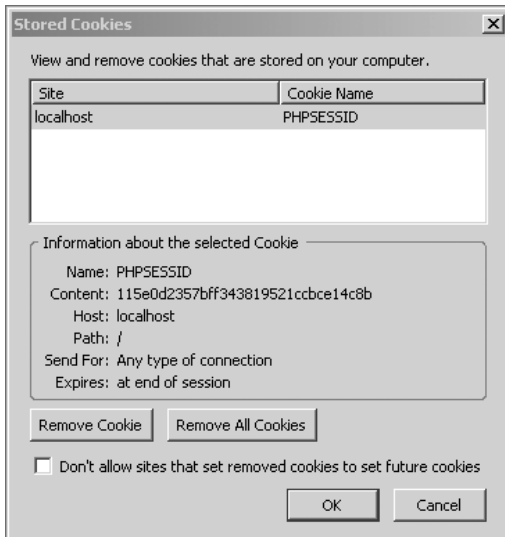 Stored Cookies
View and remove cookies that are stored on your computer.
Site Cookie Name
localhost PHPSESSID
Information about the selected Cookie
Name: PHPSESSID
Content: 115e0d2357bff343819521ccbce14c8b
Host: localhost
Path: /
Send For: Any type of connection
Expires: at end of session
Remove Cookie Remove All Cookies
Don't allow sites that set removed cookies to set future cookies
OK Cancel